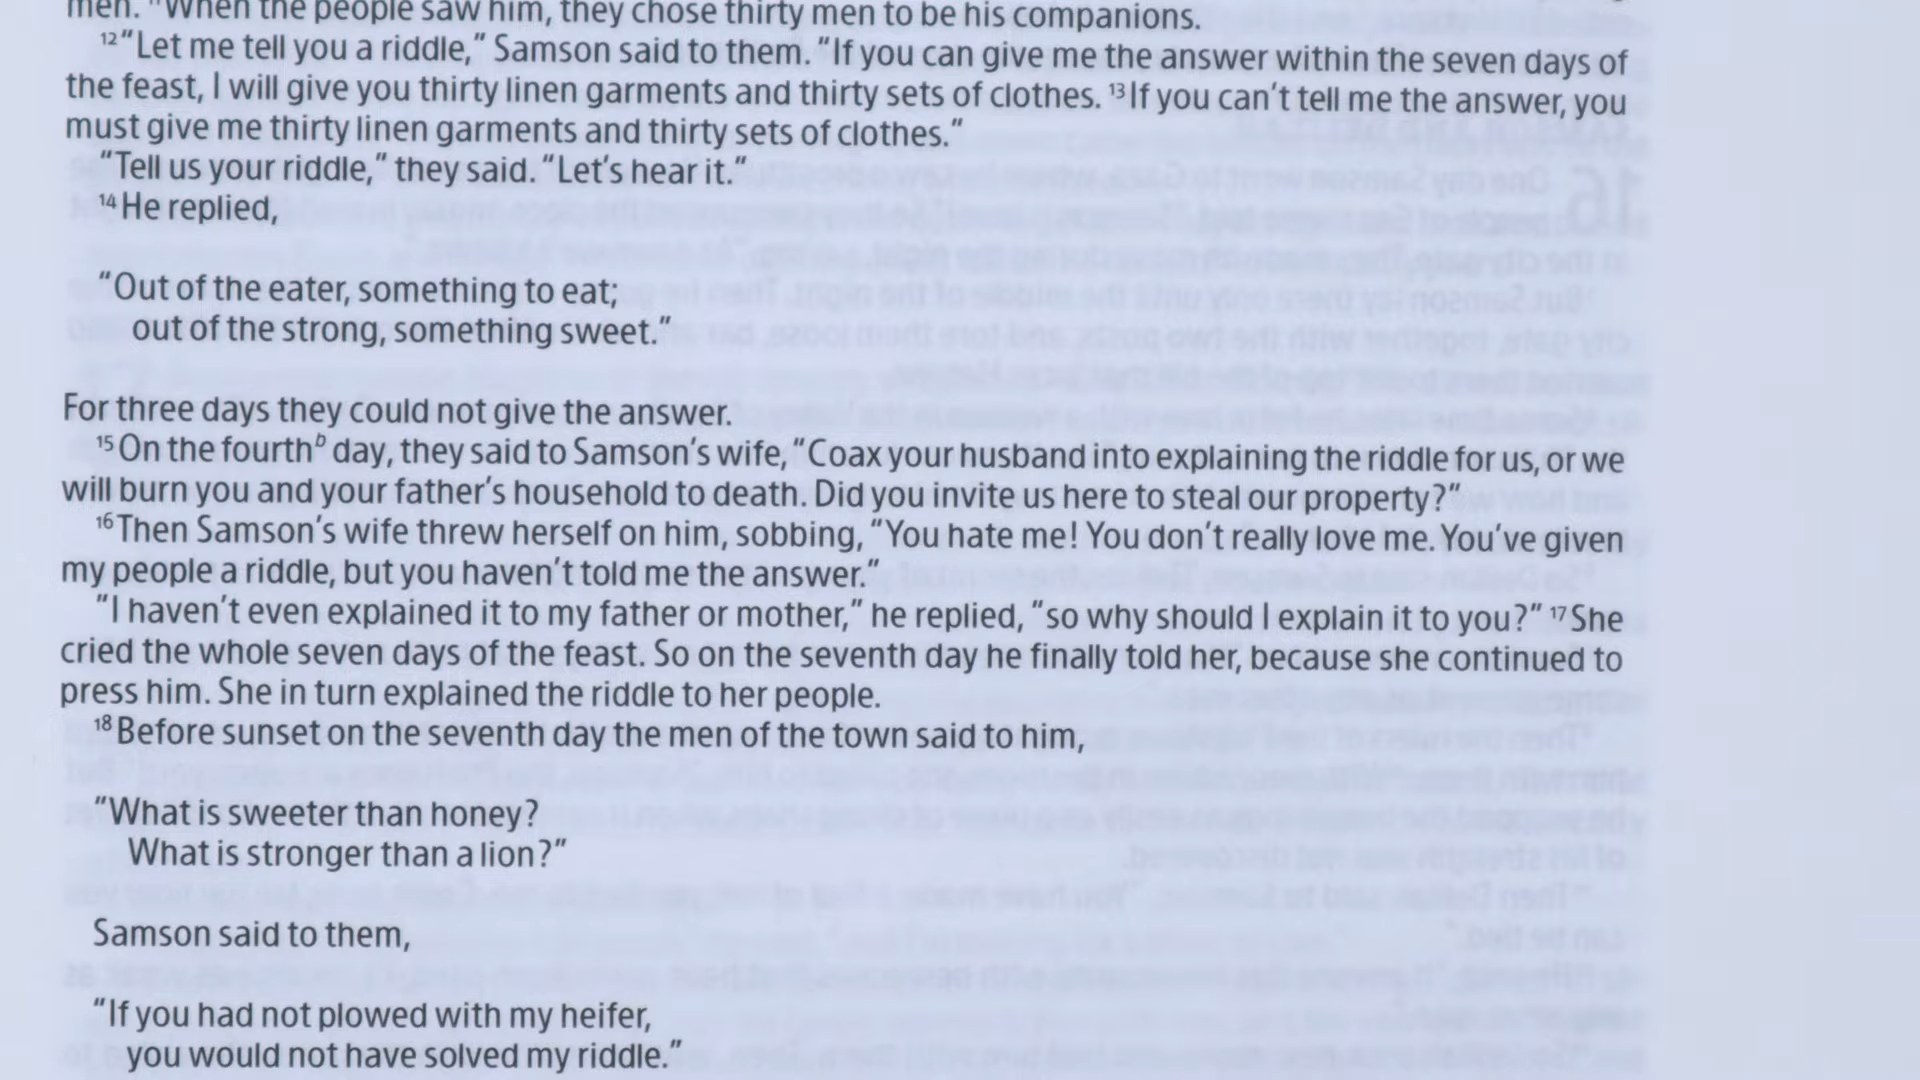 men. ¹¹When the people saw him, they chose thirty men to be his companions.
¹²“Let me tell you a riddle,” Samson said to them. “If you can give me the answer within the seven days of
the feast, I will give you thirty linen garments and thirty sets of clothes. ¹³If you can’t tell me the answer, you
must give me thirty linen garments and thirty sets of clothes.”
“Tell us your riddle,” they said. “Let’s hear it.”
¹⁴He replied,
“Out of the eater, something to eat;
out of the strong, something sweet.”
For three days they could not give the answer.
¹⁵On the fourthᵇ day, they said to Samson’s wife, “Coax your husband into explaining the riddle for us, or we
will burn you and your father’s household to death. Did you invite us here to steal our property?”
¹⁶Then Samson’s wife threw herself on him, sobbing, “You hate me! You don’t really love me. You’ve given
my people a riddle, but you haven’t told me the answer.”
“I haven’t even explained it to my father or mother,” he replied, “so why should I explain it to you?” ¹⁷She
cried the whole seven days of the feast. So on the seventh day he finally told her, because she continued to
press him. She in turn explained the riddle to her people.
¹⁸Before sunset on the seventh day the men of the town said to him,
“What is sweeter than honey?
What is stronger than a lion?”
Samson said to them,
“If you had not plowed with my heifer,
you would not have solved my riddle.”